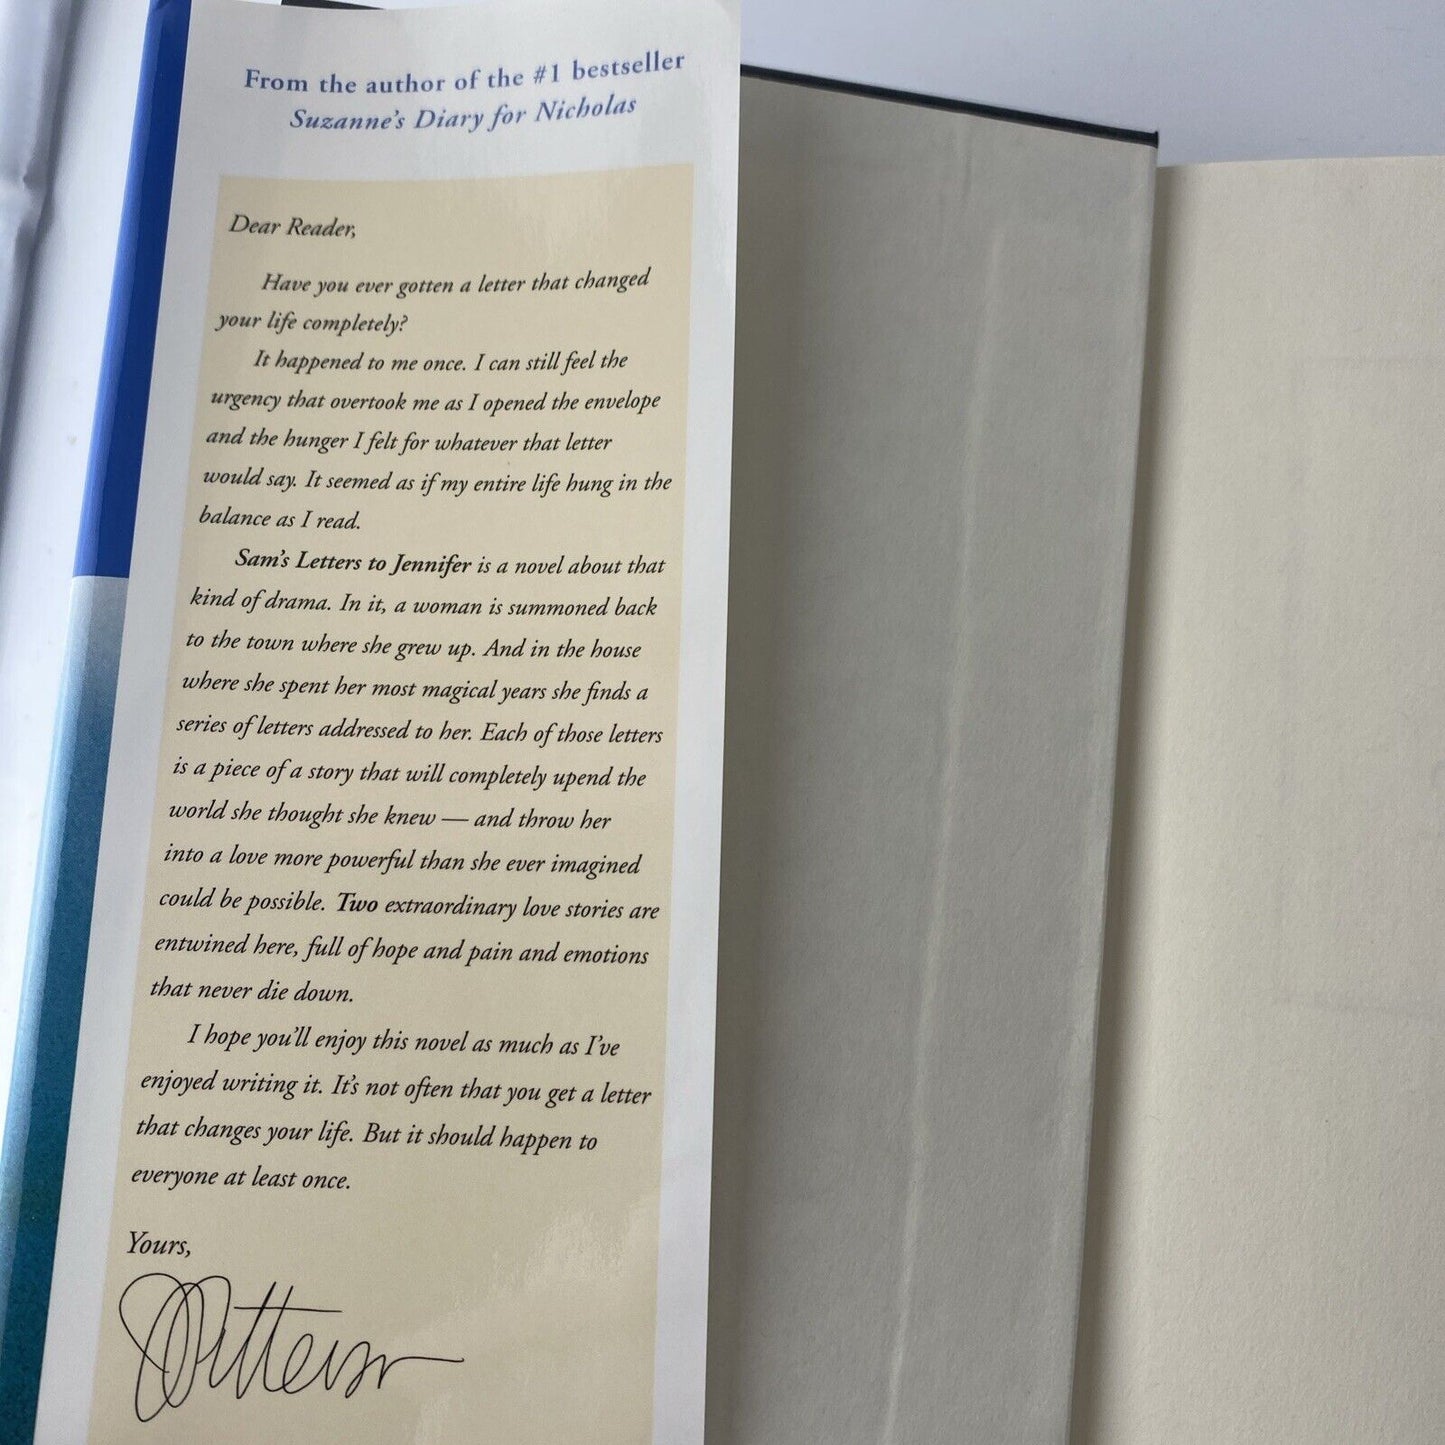 From the author of the #1 bestseller
Suzanne's Diary for Nicholas
Dear Reader,
Have you ever gotten a letter that changed
your life completely?
It happened to me once. I can still feel the
urgency that overtook me as I opened the envelope
and the hunger I felt for whatever that letter
would say. It seemed as if my entire life hung in the
balance as I read.
Sam's Letters to Jennifer is a novel about that
kind of drama. In it, a woman is summoned back
to the town where she grew up. And in the house
where she spent her most magical years she finds a
series of letters addressed to her. Each of those letters
is a piece of a story that will completely upend the
world she thought she knew — and throw her
into a love more powerful than she ever imagined
could be possible. Two extraordinary love stories are
entwined here, full of hope and pain and emotions
that never die down.
I hope you'll enjoy this novel as much as I've
enjoyed writing it. It's not often that you get a letter
that changes your life. But it should happen to
everyone at least once.
Yours,